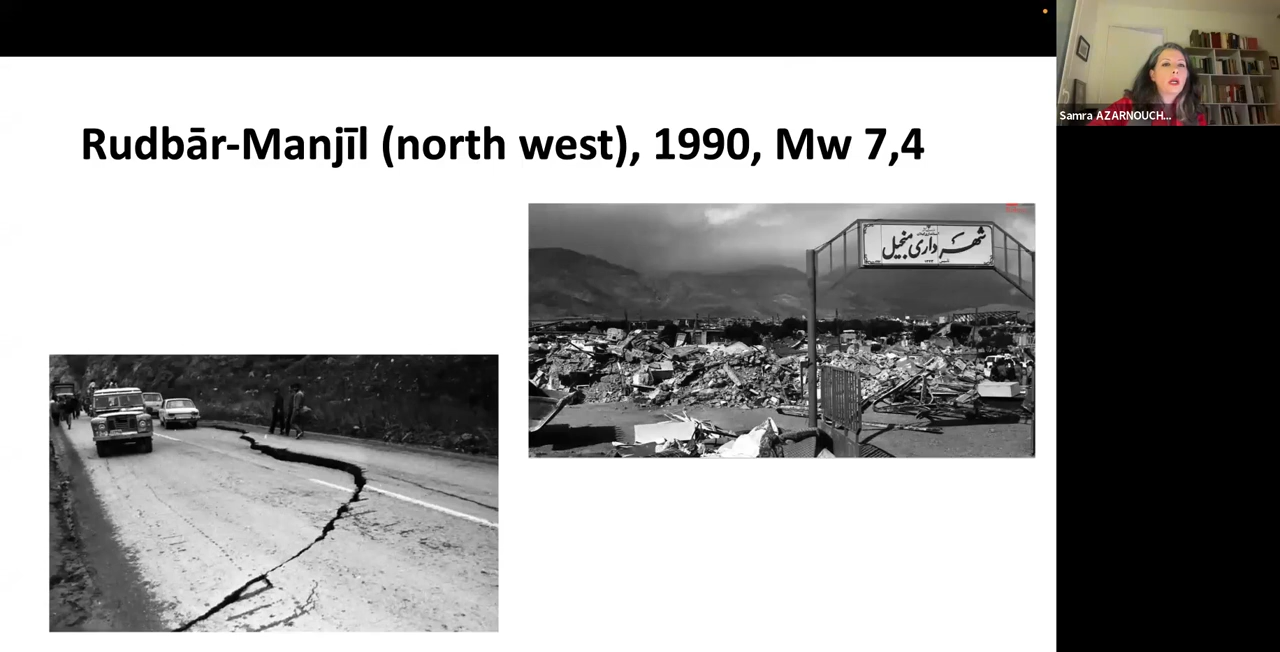 Rudbār-Manjīl (north west), 1990, Mw 7,4
Samra AZARNOUCH...
شهرداری منجیل